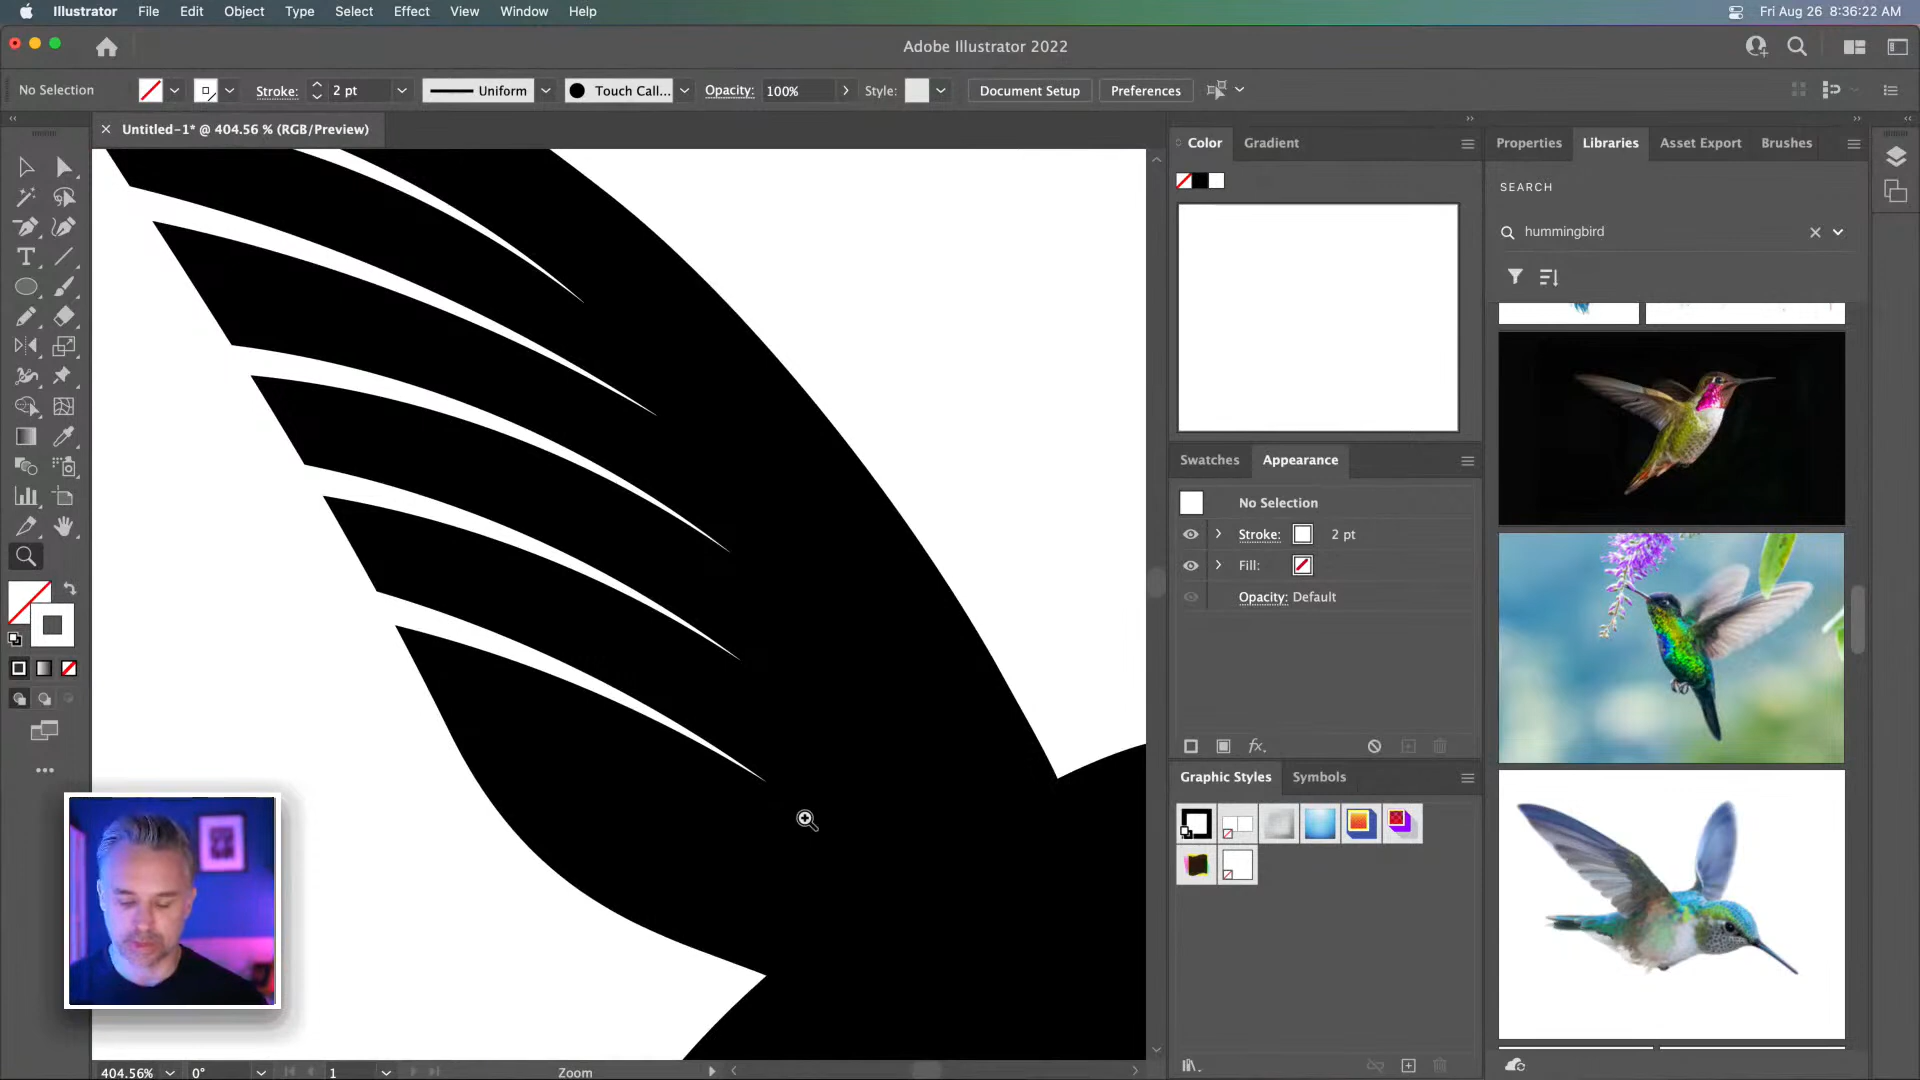 Illustrator File Edit Object Type Select Effect View Window Help Fri Aug 26 8:36:22 AM
Adobe Illustrator 2022
No Selection Stroke: 2 pt Uniform Touch Call... Opacity: 100% Style: Document Setup Preferences
Untitled-1* @ 404.56 % (RGB/Preview)
Color Gradient
Properties Libraries Asset Export Brushes
SEARCH
hummingbird
Swatches Appearance
No Selection
Stroke: 2 pt
Fill:
Opacity: Default
fx.
Graphic Styles Symbols
404.56% 0° 1 Zoom